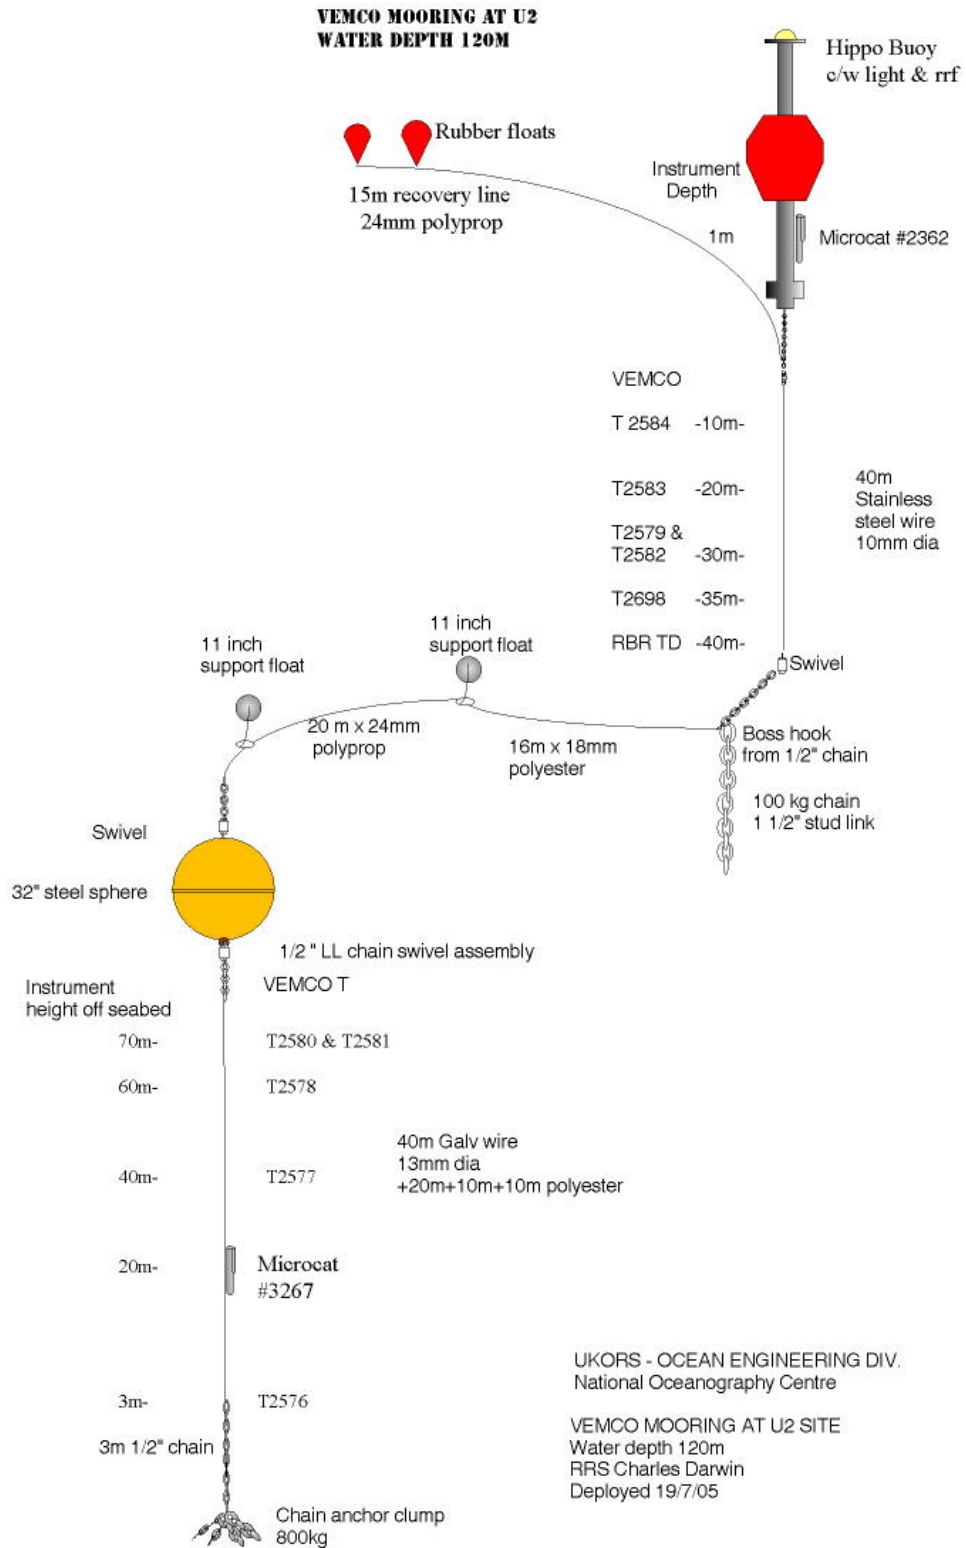 VEMCO MOORING AT U2
WATER DEPTH 120M
Hippo Buoy
c/w light & rrf
Rubber floats
15m recovery line
24mm polyprop
Instrument
Depth
1m
Microcat #2362
VEMCO
T 2584 -10m-
T2583 -20m-
T2579 &
T2582 -30m-
T2698 -35m-
RBR TD -40m-
40m
Stainless
steel wire
10mm dia
Swivel
11 inch
support float
11 inch
support float
20 m x 24mm
polyprop
16m x 18mm
polyester
Boss hook
from 1/2" chain
100 kg chain
1 1/2" stud link
Swivel
32" steel sphere
1/2 " LL chain swivel assembly
Instrument
height off seabed
VEMCO T
70m- T2580 & T2581
60m- T2578
40m- T2577
40m Galv wire
13mm dia
+20m+10m+10m polyester
20m- Microcat
#3267
3m- T2576
3m 1/2" chain
Chain anchor clump
800kg
UKORS - OCEAN ENGINEERING DIV.
National Oceanography Centre
VEMCO MOORING AT U2 SITE
Water depth 120m
RRS Charles Darwin
Deployed 19/7/05